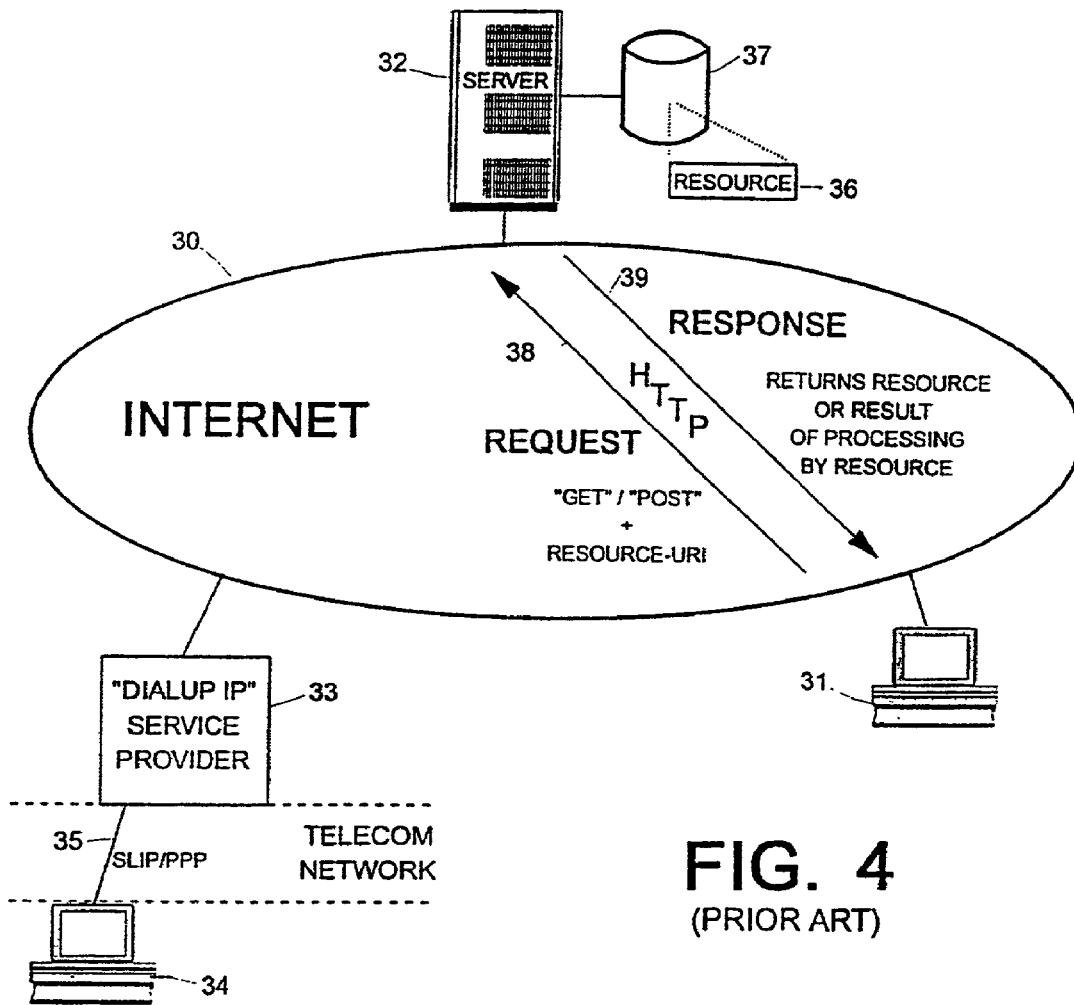 32
SERVER
37
RESOURCE
36
30
39
RESPONSE
38
HTTP
RETURNS RESOURCE
OR RESULT
OF PROCESSING
BY RESOURCE
INTERNET
REQUEST
"GET" / "POST"
+
RESOURCE-URI
"DIALUP IP"
SERVICE
PROVIDER
33
31
35
SLIP/PPP
TELECOM
NETWORK
34
FIG. 4
(PRIOR ART)